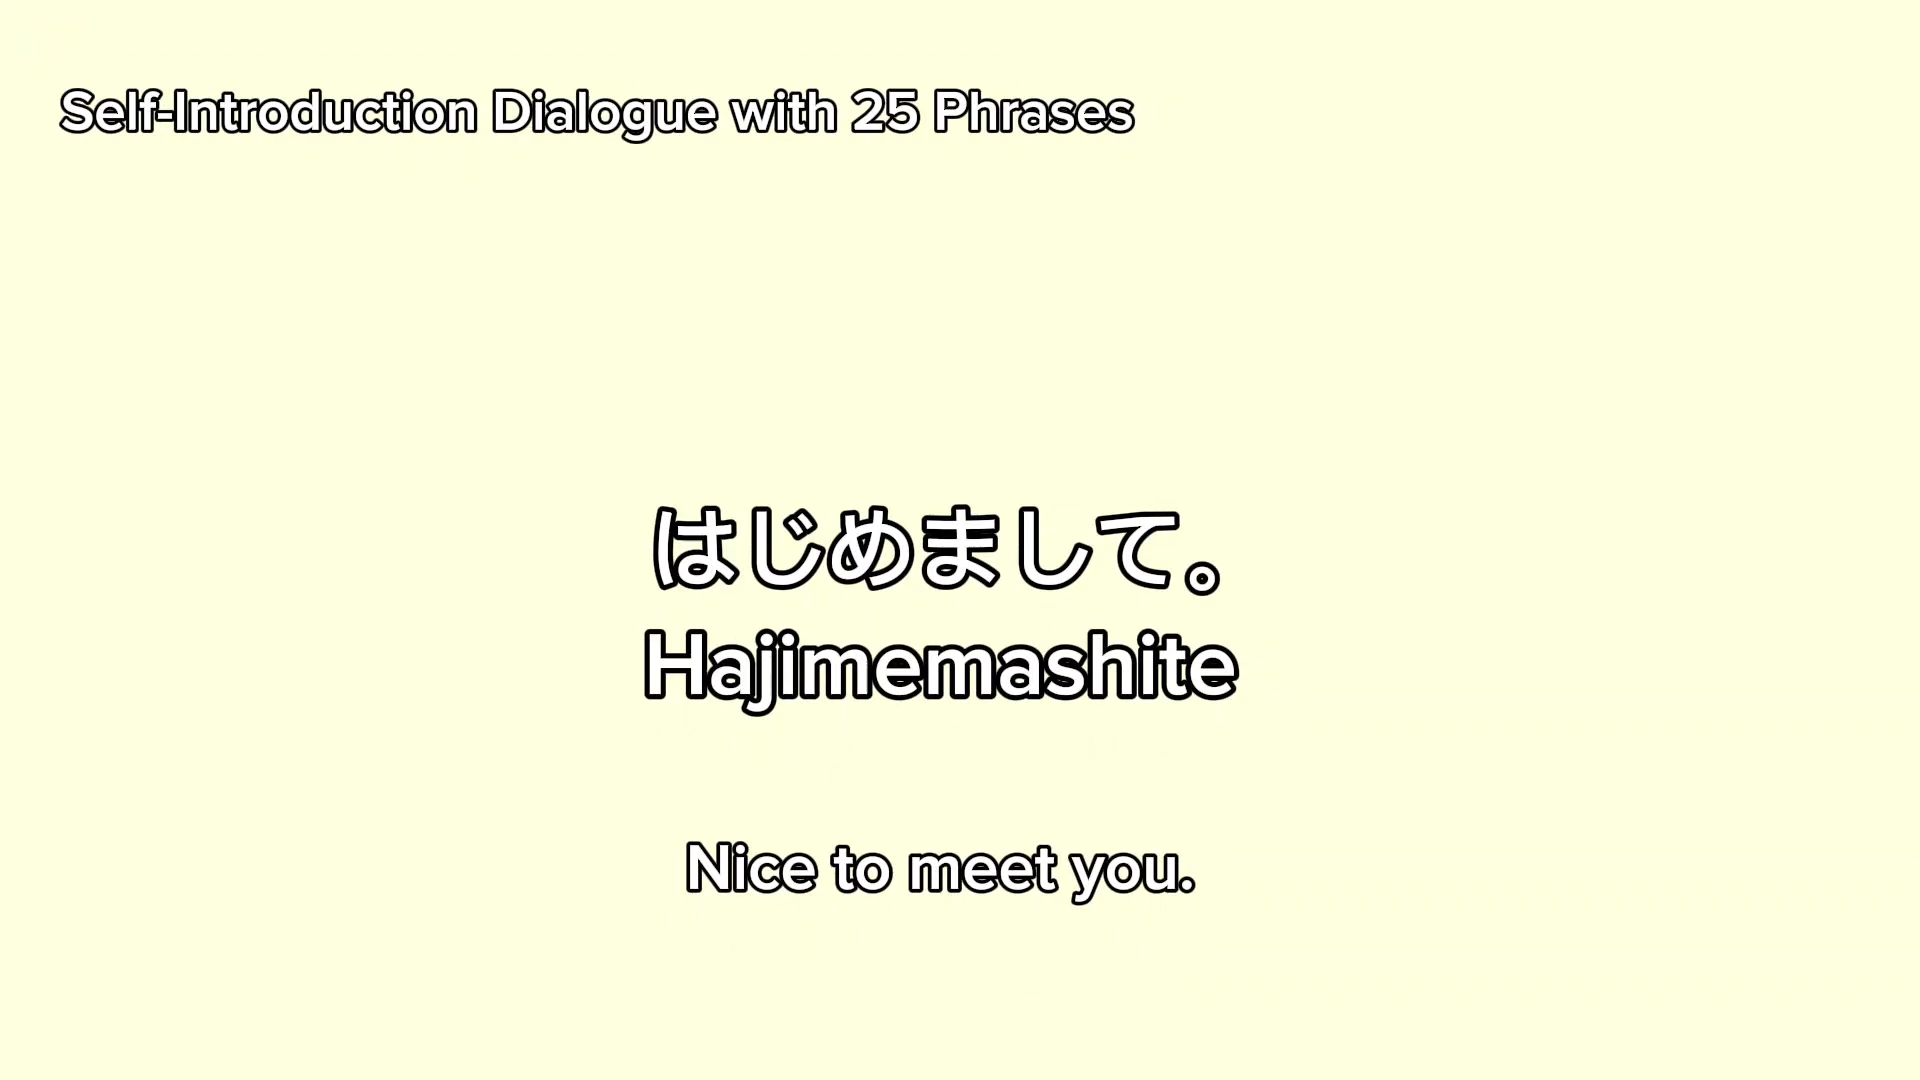 Self-Introduction Dialogue with 25 Phrases
はじめまして。
Hajimemashite
Nice to meet you.